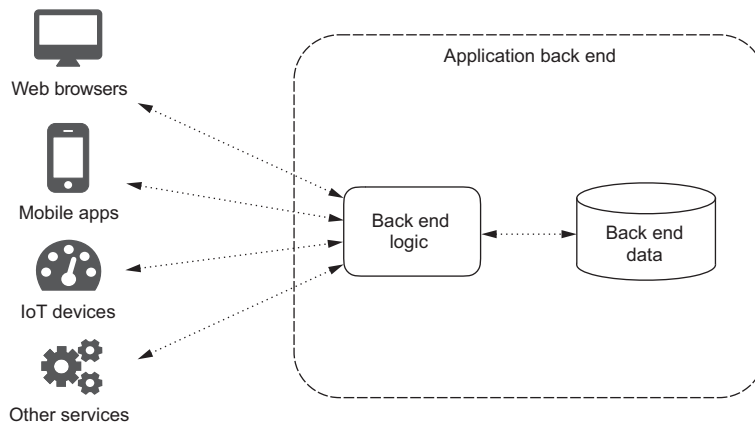 Application back end
Web browsers
Mobile apps
IoT devices
Other services
Back end
logic
Back end
data